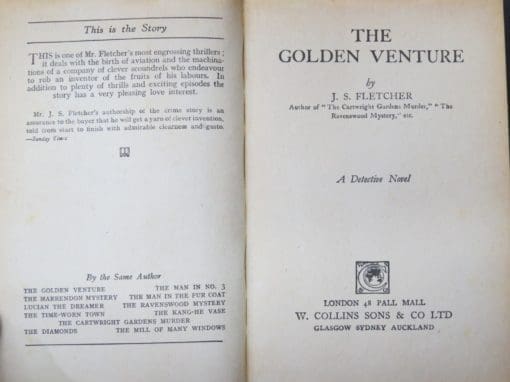 This is the Story
THIS is one of Mr. Fletcher's most engrossing thrillers ;
it deals with the birth of aviation and the machina-
tions of a company of clever scoundrels who endeavour
to rob an inventor of the fruits of his labours. In
addition to plenty of thrills and exciting episodes the
story has a very pleasing love interest.
Mr. J. S. Fletcher's authorship of the crime story is an
assurance to the buyer that he will get a yarn of clever invention,
told from start to finish with admirable clearness and gusto.
—Sunday Times
By the Same Author
THE GOLDEN VENTURE THE MAN IN NO. 3
THE MARRENDON MYSTERY THE MAN IN THE FUR COAT
LUCIAN THE DREAMER THE RAVENSWOOD MYSTERY
THE TIME-WORN TOWN THE KANG-HE VASE
THE CARTWRIGHT GARDENS MURDER
THE DIAMONDS THE MILL OF MANY WINDOWS
THE
GOLDEN VENTURE
by
J. S. FLETCHER
Author of "The Cartwright Gardens Murder," "The
Ravenswood Mystery," etc.
A Detective Novel
LONDON 48 PALL MALL
W. COLLINS SONS & CO LTD
GLASGOW SYDNEY AUCKLAND